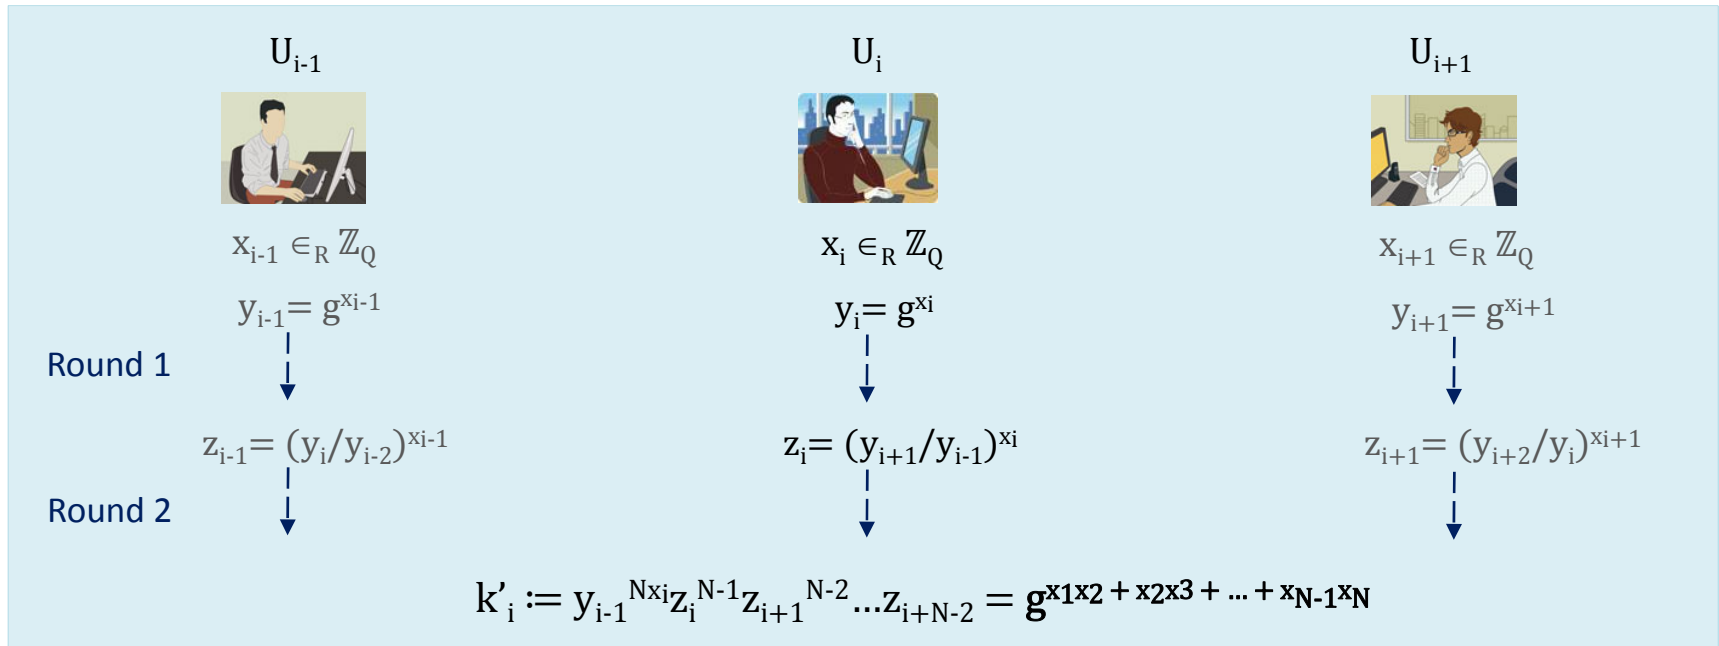 U_{i-1} U_i U_{i+1}
x_{i-1} ∈_R ℤ_Q x_i ∈_R ℤ_Q x_{i+1} ∈_R ℤ_Q
y_{i-1}= g^{x_{i-1}} y_i= g^{x_i} y_{i+1}= g^{x_{i+1}}
Round 1
z_{i-1}= (y_i/y_{i-2})^{x_{i-1}} z_i= (y_{i+1}/y_{i-1})^{x_i} z_{i+1}= (y_{i+2}/y_i)^{x_{i+1}}
Round 2
k'_i := y_{i-1}^{Nx_i}z_i^{N-1}z_{i+1}^{N-2}…z_{i+N-2} = g^{x_1x_2 + x_2x_3 + ... + x_{N-1}x_N}